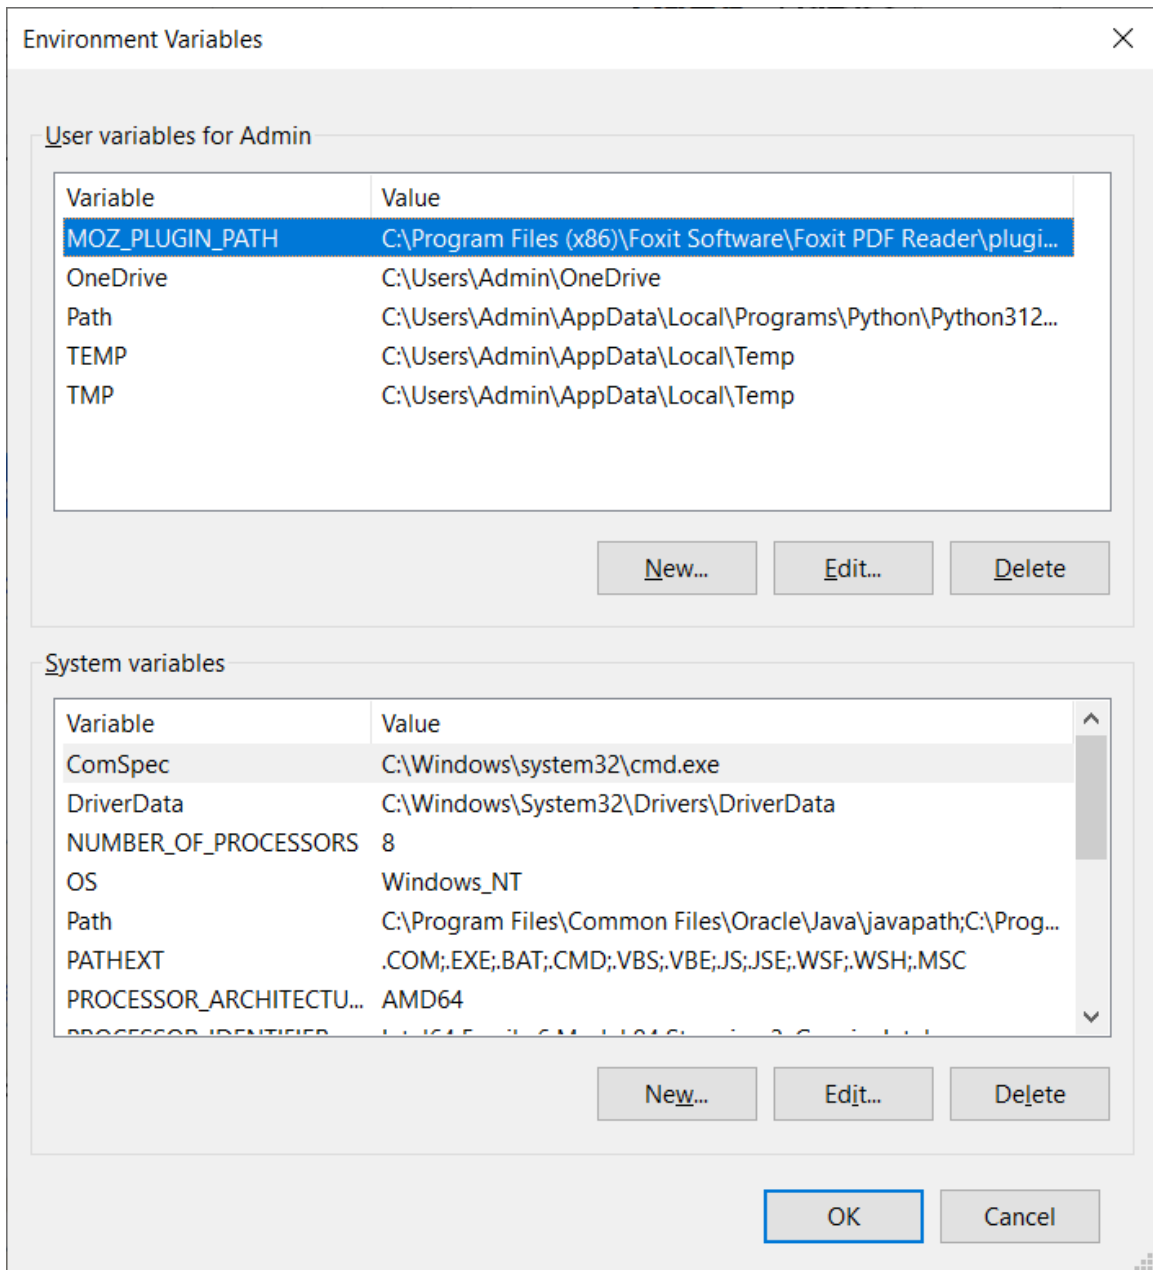 Environment Variables
User variables for Admin
Variable Value
MOZ_PLUGIN_PATH C:\Program Files (x86)\Foxit Software\Foxit PDF Reader\plugi...
OneDrive C:\Users\Admin\OneDrive
Path C:\Users\Admin\AppData\Local\Programs\Python\Python312...
TEMP C:\Users\Admin\AppData\Local\Temp
TMP C:\Users\Admin\AppData\Local\Temp
New... Edit... Delete
System variables
Variable Value
ComSpec C:\Windows\system32\cmd.exe
DriverData C:\Windows\System32\Drivers\DriverData
NUMBER_OF_PROCESSORS 8
OS Windows_NT
Path C:\Program Files\Common Files\Oracle\Java\javapath;C:\Prog...
PATHEXT .COM;.EXE;.BAT;.CMD;.VBS;.VBE;.JS;.JSE;.WSF;.WSH;.MSC
PROCESSOR_ARCHITECTU... AMD64
New... Edit... Delete
OK Cancel